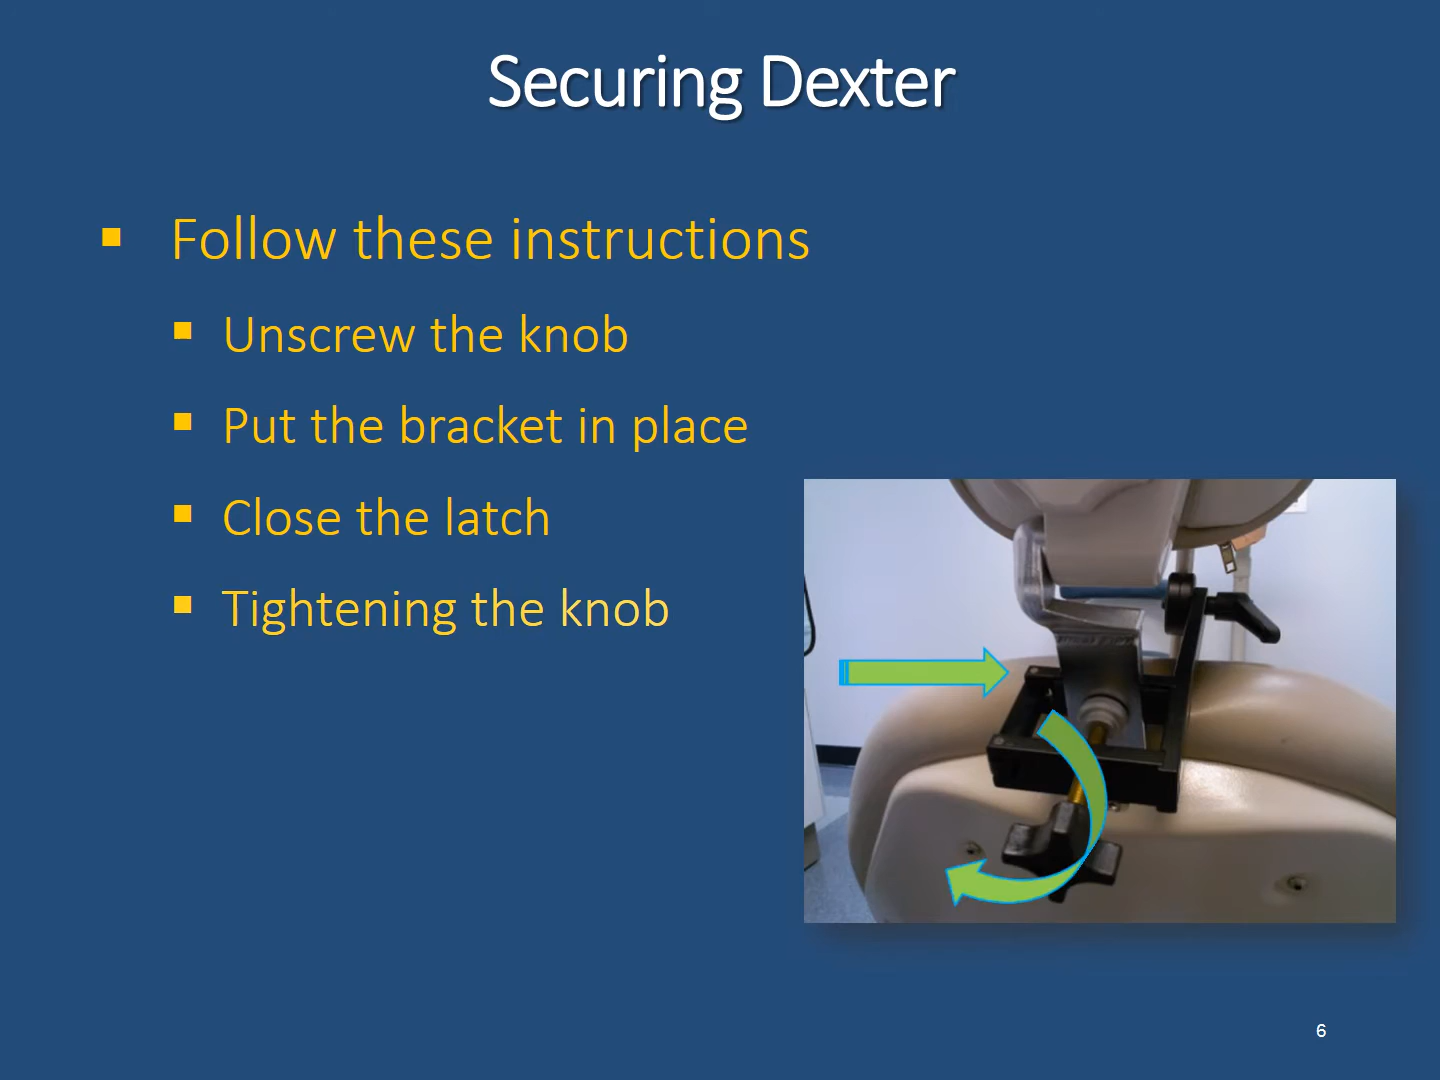 Securing Dexter
Follow these instructions
Unscrew the knob
Put the bracket in place
Close the latch
Tightening the knob
6